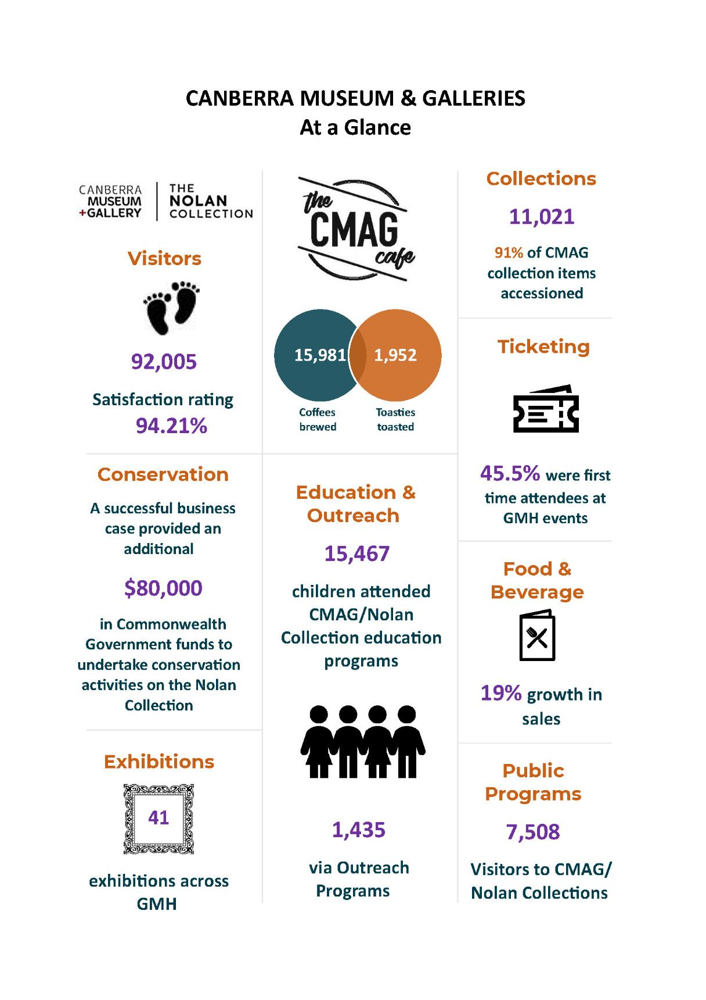 CANBERRA MUSEUM & GALLERIES
At a Glance
CANBERRA
MUSEUM
+GALLERY
THE
NOLAN
COLLECTION
Visitors
92,005
Satisfaction rating
94.21%
the
CMAG
cafe
15,981
1,952
Coffees
brewed
Toasties
toasted
Collections
11,021
91% of CMAG
collection items
accessioned
Ticketing
45.5% were first
time attendees at
GMH events
Conservation
A successful business
case provided an
additional
$80,000
in Commonwealth
Government funds to
undertake conservation
activities on the Nolan
Collection
Education &
Outreach
15,467
children attended
CMAG/Nolan
Collection education
programs
1,435
via Outreach
Programs
Food &
Beverage
19% growth in
sales
Exhibitions
41
exhibitions across
GMH
Public
Programs
7,508
Visitors to CMAG/
Nolan Collections